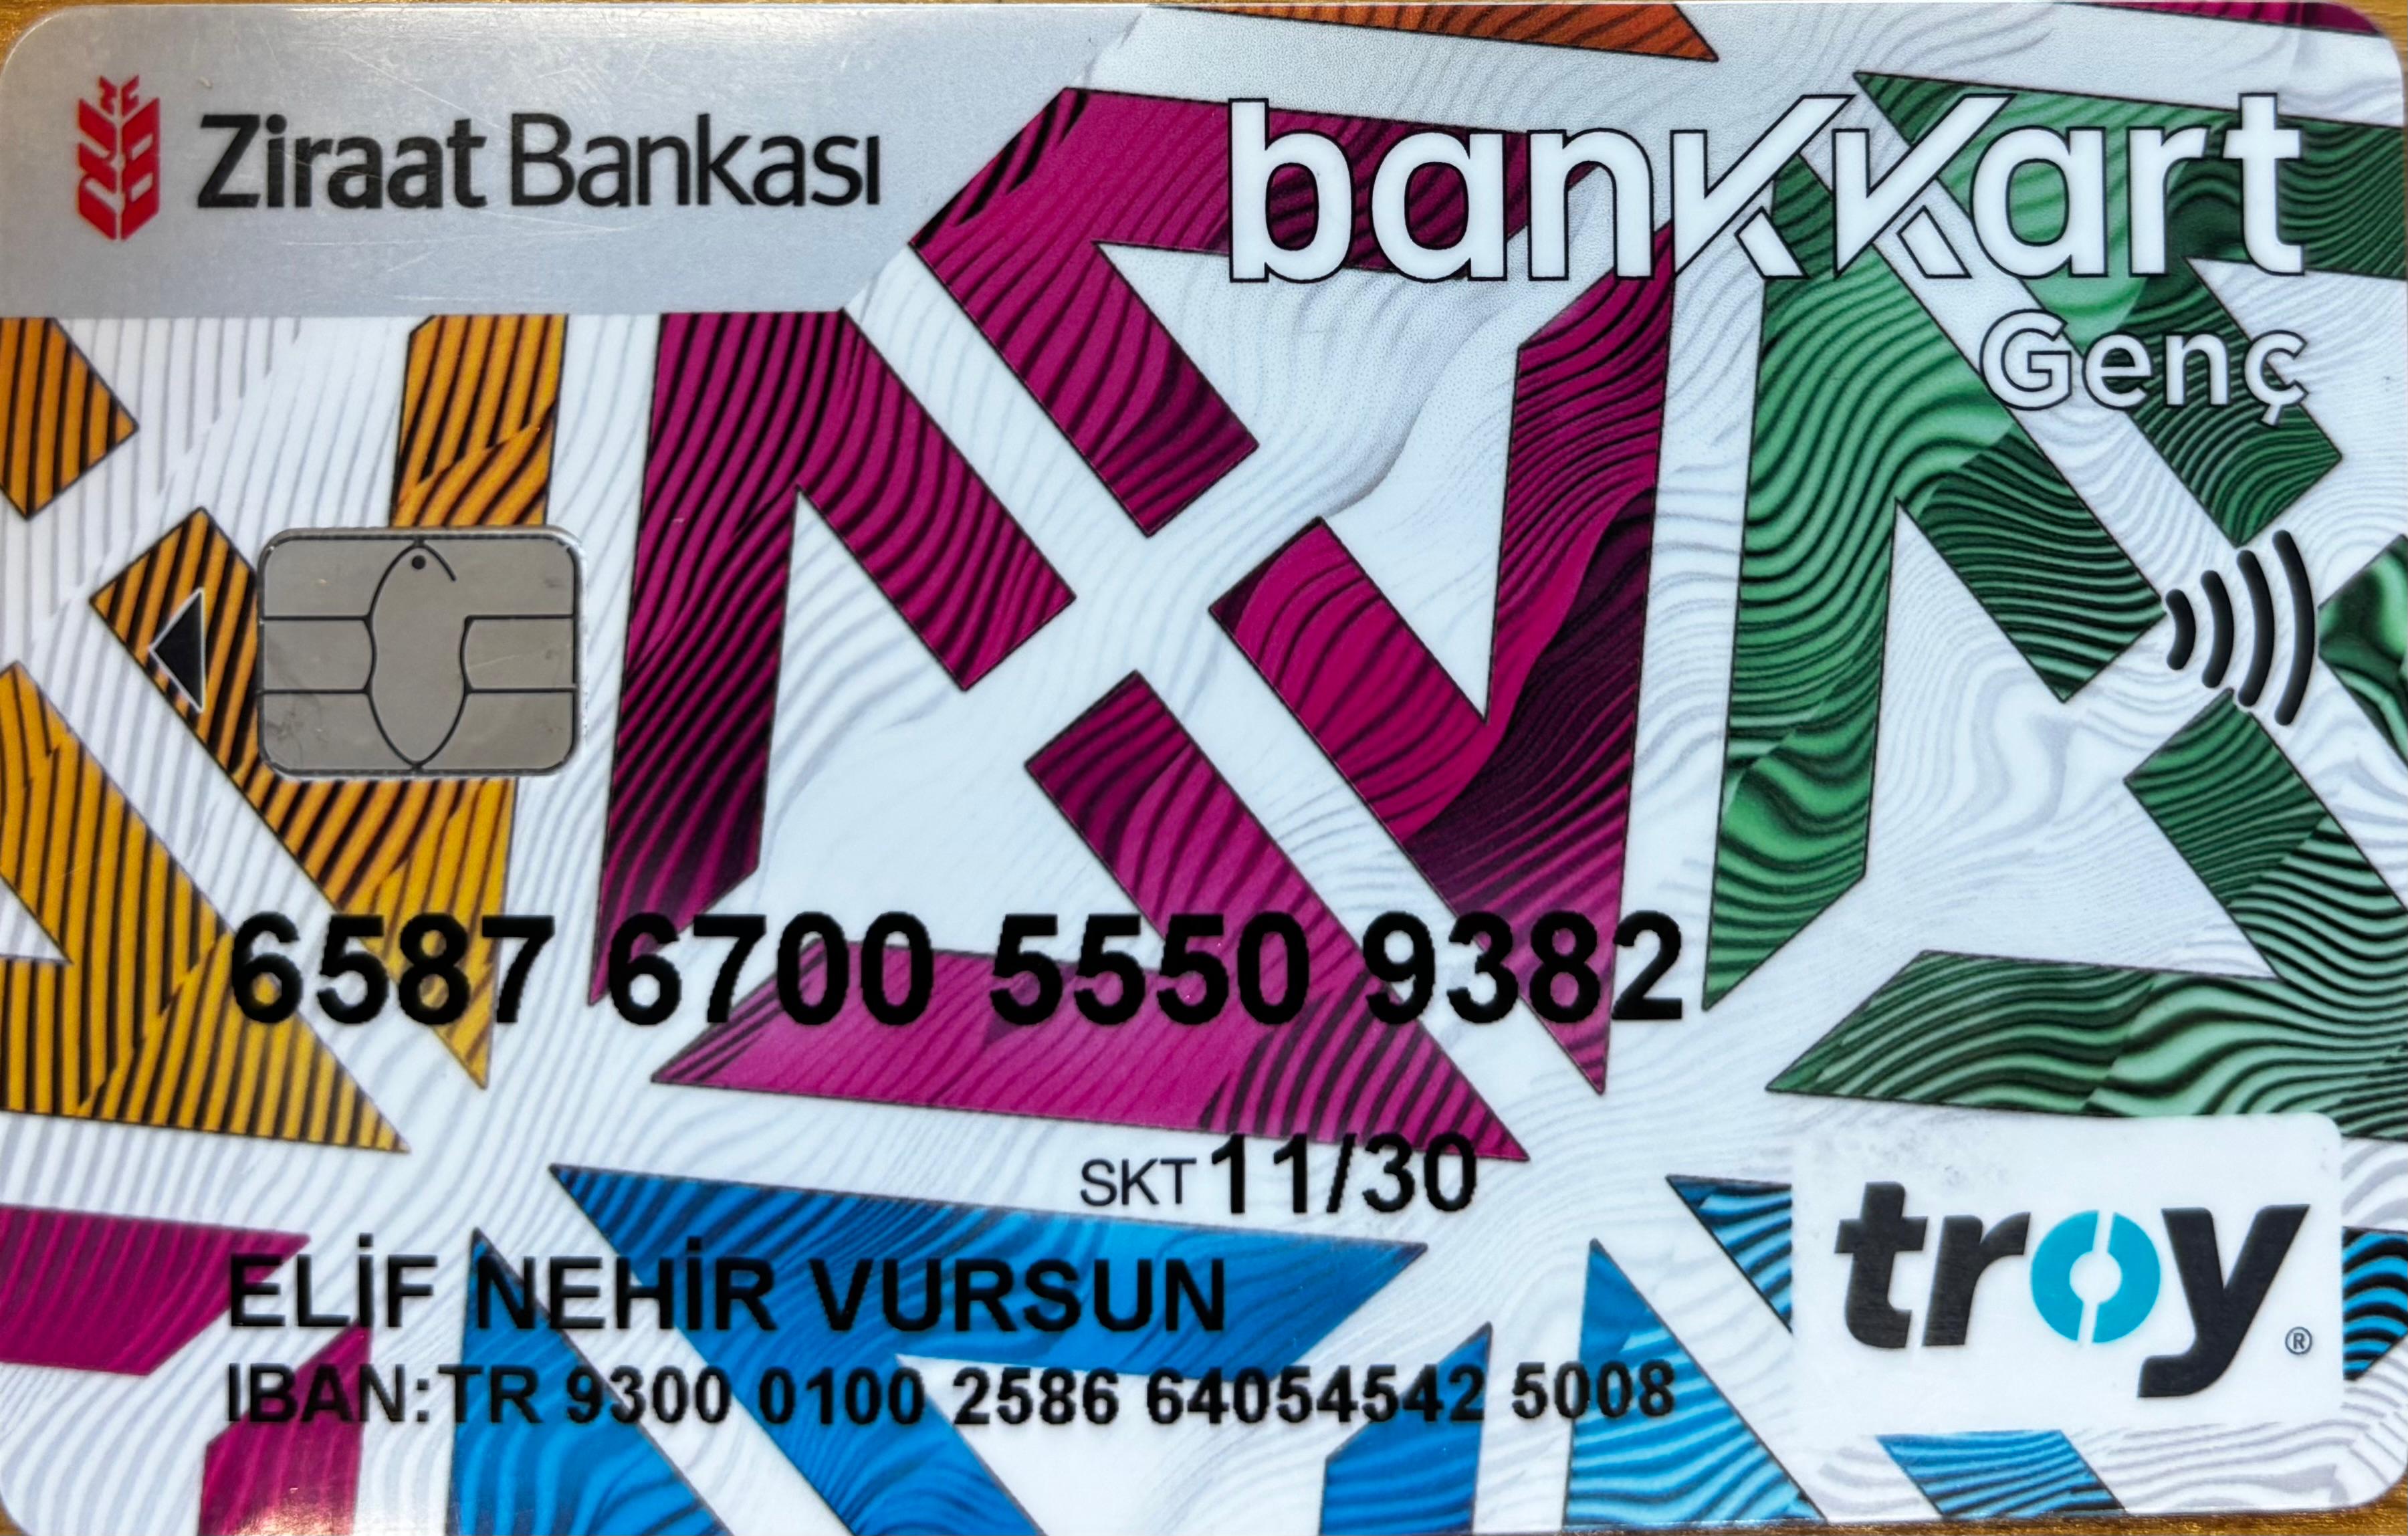 Ziraat Bankası
bankkart
Genç
6587 6700 5550 9382
SKT 11/30
ELİF NEHİR VURSUN
IBAN:TR 9300 0100 2586 64054542 5008
troy®